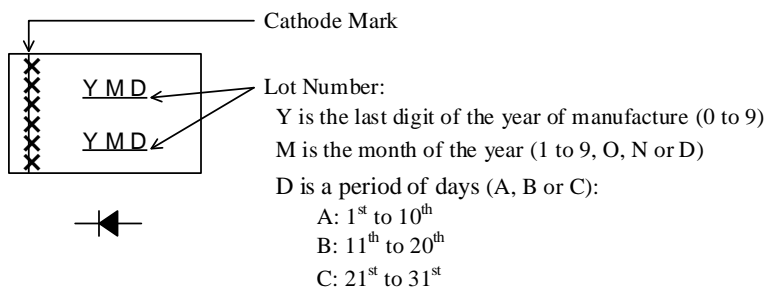 Cathode Mark
Y M D
Lot Number:
Y is the last digit of the year of manufacture (0 to 9)
Y M D
M is the month of the year (1 to 9, O, N or D)
D is a period of days (A, B or C):
A: 1st to 10th
B: 11th to 20th
C: 21st to 31st